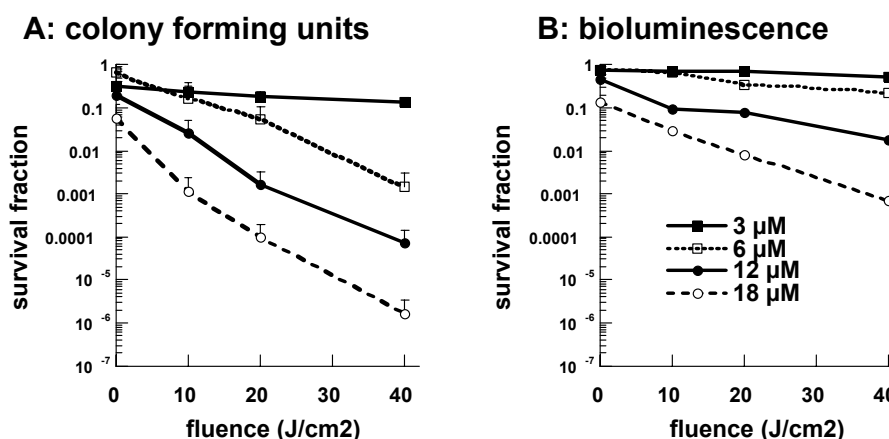 A: colony forming units
survival fraction
1
0.1
0.01
0.001
0.0001
10 -5
10 -6
10 -7
0 10 20 30 40
fluence (J/cm2)
B: bioluminescence
survival fraction
1
0.1
0.01
0.001
0.0001
10 -5
10 -6
10 -7
3 µM
6 µM
12 µM
18 µM
0 10 20 30 40
fluence (J/cm2)